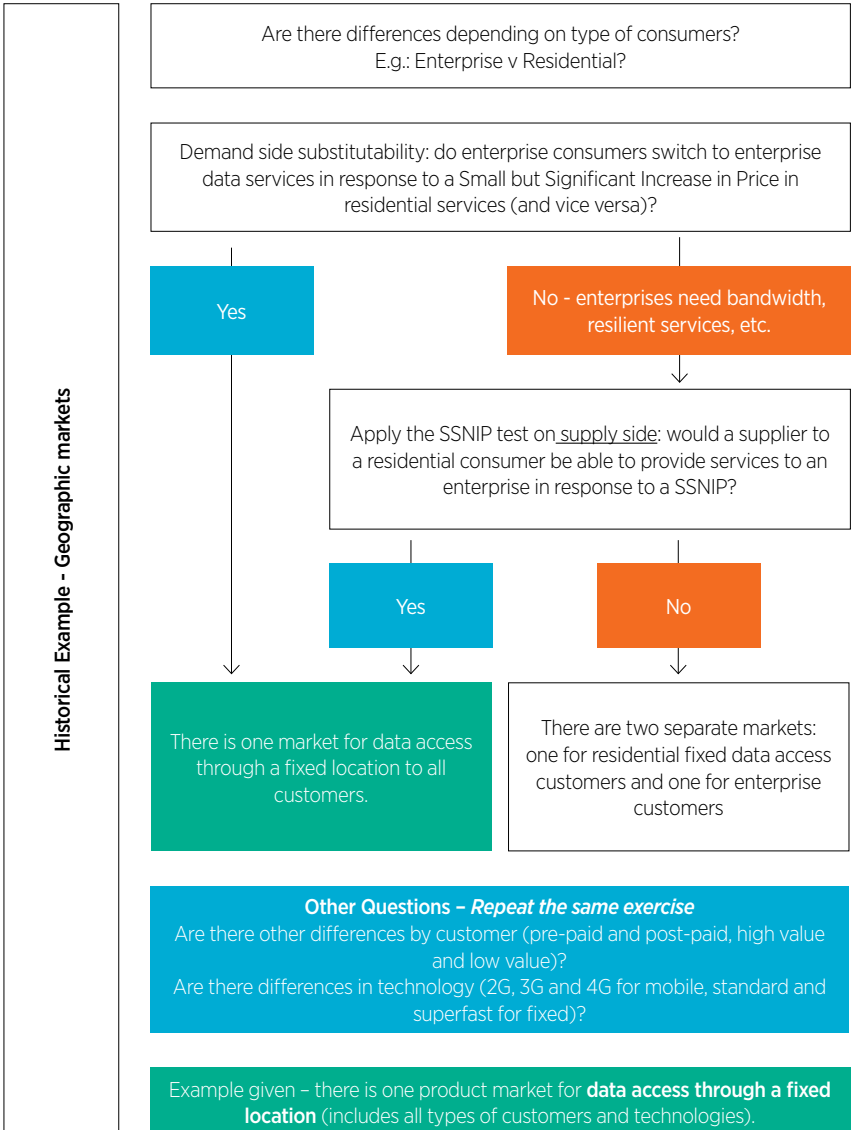 Historical Example - Geographic markets
Are there differences depending on type of consumers?
E.g.: Enterprise v Residential?
Demand side substitutability: do enterprise consumers switch to enterprise
data services in response to a Small but Significant Increase in Price in
residential services (and vice versa)?
Yes
No - enterprises need bandwidth,
resilient services, etc.
Apply the SSNIP test on supply side: would a supplier to
a residential consumer be able to provide services to an
enterprise in response to a SSNIP?
Yes
No
There is one market for data access
through a fixed location to all
customers.
There are two separate markets:
one for residential fixed data access
customers and one for enterprise
customers
Other Questions – Repeat the same exercise
Are there other differences by customer (pre-paid and post-paid, high value
and low value)?
Are there differences in technology (2G, 3G and 4G for mobile, standard and
superfast for fixed)?
Example given – there is one product market for data access through a fixed
location (includes all types of customers and technologies).